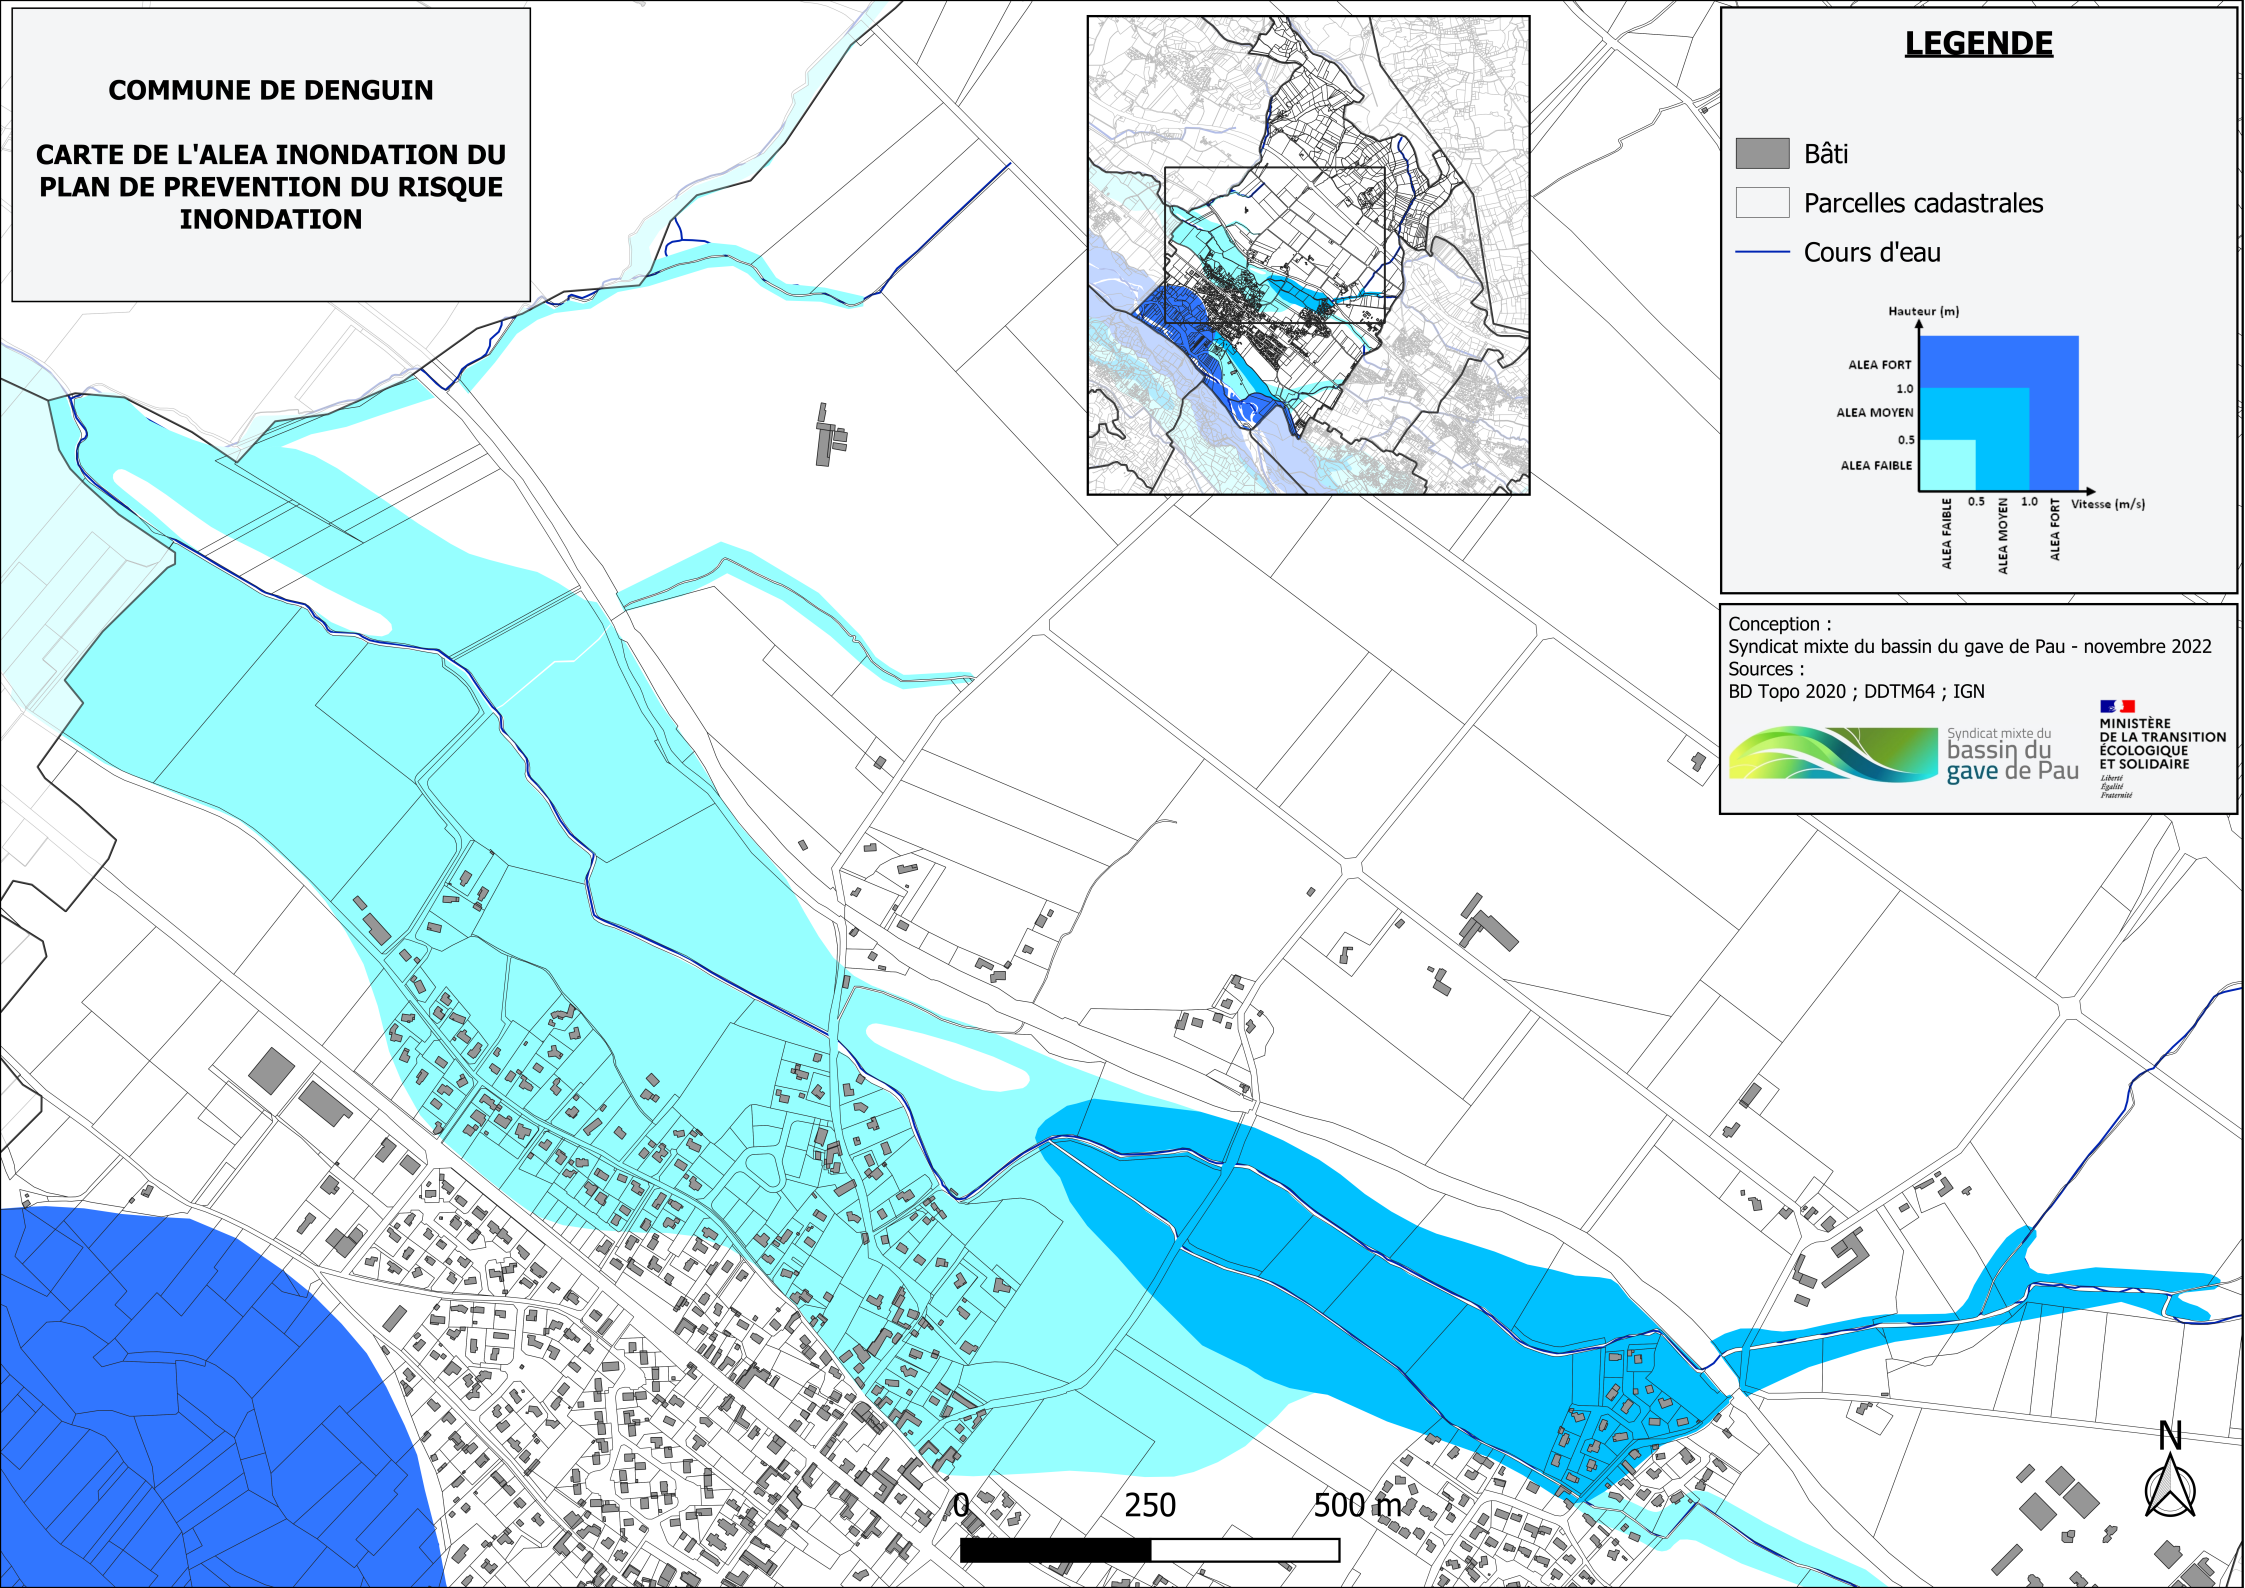 COMMUNE DE DENGUIN
CARTE DE L'ALEA INONDATION DU
PLAN DE PREVENTION DU RISQUE
INONDATION
LEGENDE
Bâti
Parcelles cadastrales
Cours d'eau
Hauteur (m)
ALEA FORT
1.0
ALEA MOYEN
0.5
ALEA FAIBLE
0.5
1.0
Vitesse (m/s)
ALEA FAIBLE
ALEA MOYEN
ALEA FORT
Conception :
Syndicat mixte du bassin du gave de Pau - novembre 2022
Sources :
BD Topo 2020 ; DDTM64 ; IGN
Syndicat mixte du
bassin du
gave de Pau
MINISTÈRE
DE LA TRANSITION
ÉCOLOGIQUE
ET SOLIDAIRE
Liberté
Égalité
Fraternité
N
0 250 500 m